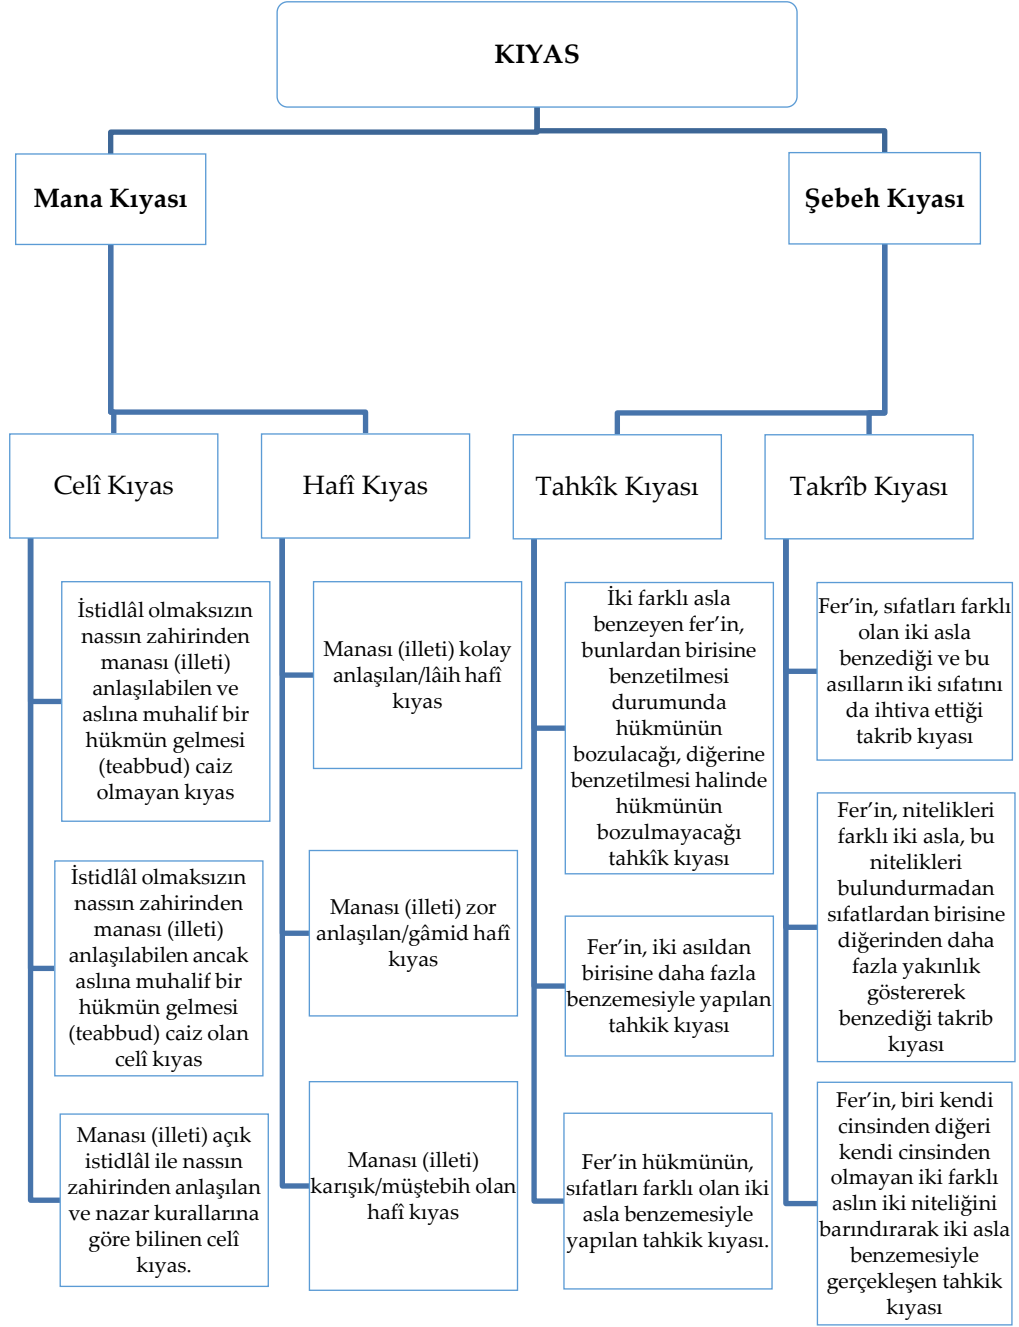 KIYAS
Mana Kıyası
Şebeh Kıyası
Celî Kıyas
Hafî Kıyas
Tahkîk Kıyası
Takrîb Kıyası
İstidlâl olmaksızın
nassın zahirinden
manası (illeti)
anlaşılabilen ve
aslına muhalif bir
hükmün gelmesi
(teabbud) caiz
olmayan kıyas
İstidlâl olmaksızın
nassın zahirinden
manası (illeti)
anlaşılabilen ancak
aslına muhalif bir
hükmün gelmesi
(teabbud) caiz olan
celî kıyas
Manası (illeti) açık
istidlâl ile nassın
zahirinden anlaşılan
ve nazar kurallarına
göre bilinen celî
kıyas.
Manası (illeti) kolay
anlaşılan/lâih hafî
kıyas
Manası (illeti) zor
anlaşılan/gâmid hafî
kıyas
Manası (illeti)
karışık/müştebih olan
hafî kıyas
İki farklı asla
benzeyen fer’in,
bunlardan birisine
benzetilmesi
durumunda
hükmünün
bozulacağı, diğerine
benzetilmesi halinde
hükmünün
bozulmayacağı
tahkîk kıyası
Fer’in, iki asıldan
birisine daha fazla
benzemesiyle yapılan
tahkik kıyası
Fer’in hükmünün,
sıfatları farklı olan iki
asla benzemesiyle
yapılan tahkik kıyası.
Fer’in, sıfatları farklı
olan iki asla
benzediği ve bu
asılların iki sıfatını
da ihtiva ettiği
takrib kıyası
Fer’in, nitelikleri
farklı iki asla, bu
nitelikleri
bulundurmadan
sıfatlardan birisine
diğerinden daha
fazla yakınlık
göstererek
benzediği takrib
kıyası
Fer’in, biri kendi
cinsinden diğeri
kendi cinsinden
olmayan iki farklı
aslın iki niteliğini
barındırarak iki asla
benzemesiyle
gerçekleşen tahkik
kıyası